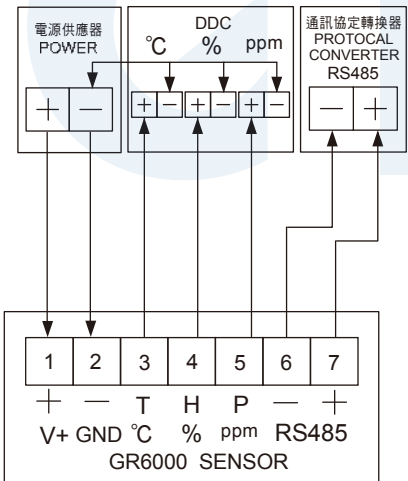 電源供應器
POWER
+ −
DDC
℃ % ppm
+ − + − + −
通訊協定轉換器
PROTOCAL
CONVERTER
RS485
− +
1 2 3 4 5 6 7
+ − T H P − +
V+ GND ℃ % ppm RS485
GR6000 SENSOR